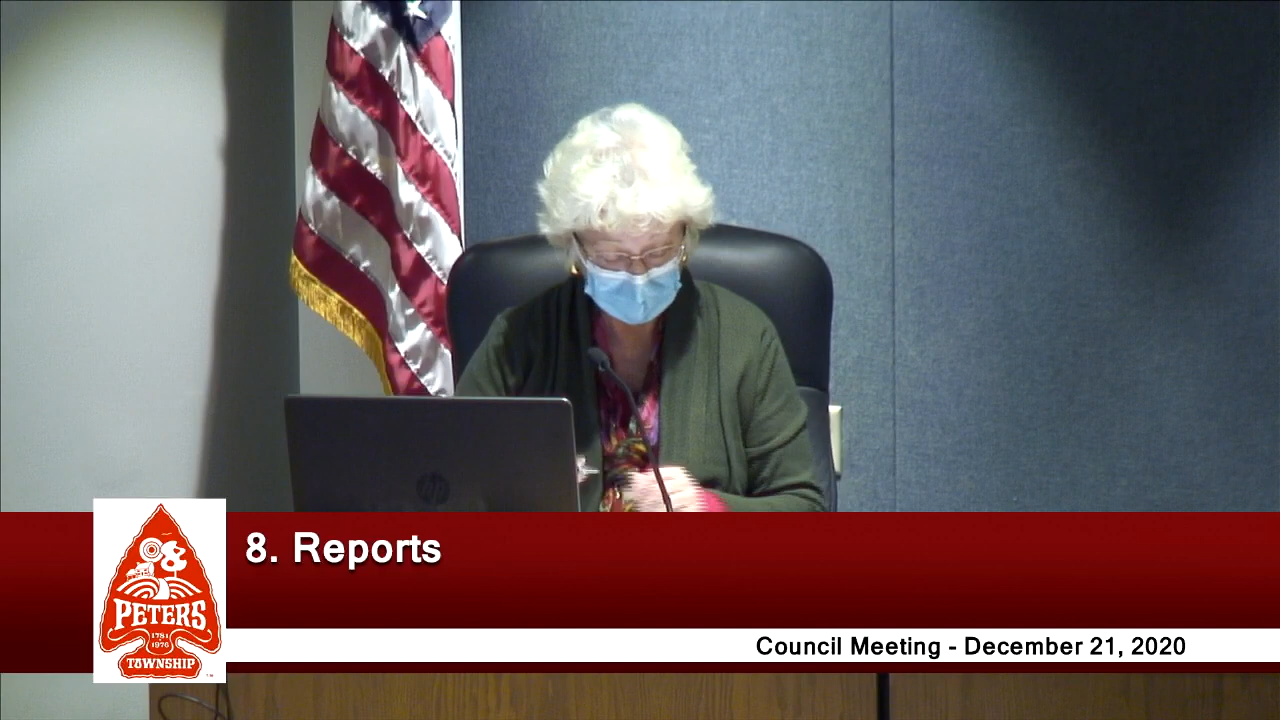 8. Reports
PETERS
1781
1976
TOWNSHIP
Council Meeting - December 21, 2020
hp